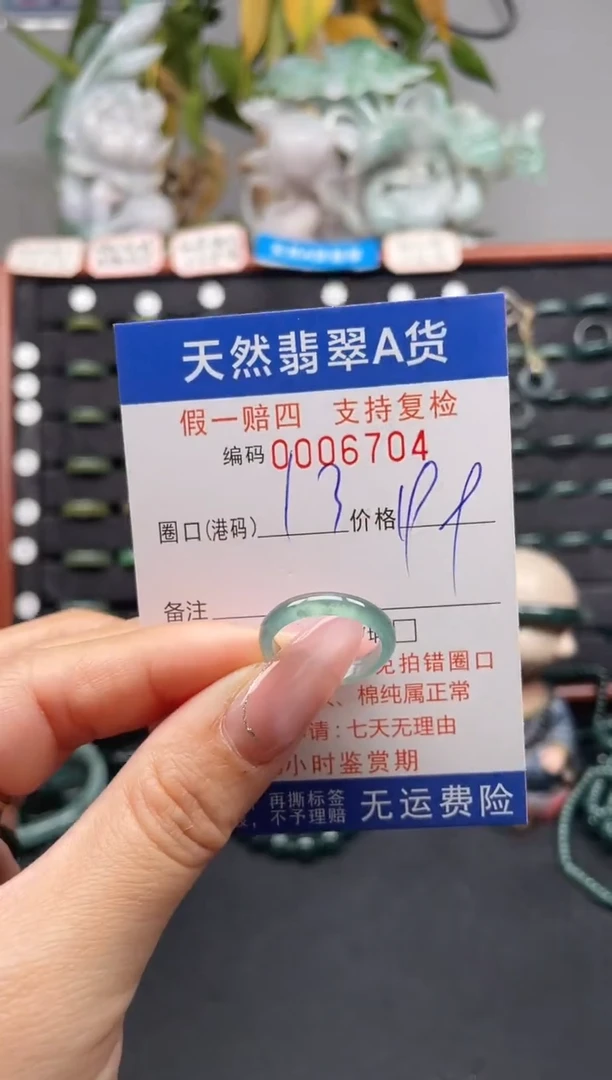 天然翡翠A货
假一赔四 支持复检
编码 0006704
圈口(港码) 13 价格
备注
拍错圈口
、棉纯属正常
请:七天无理由
小时鉴赏期
再撕标签
不予理赔
无运费险